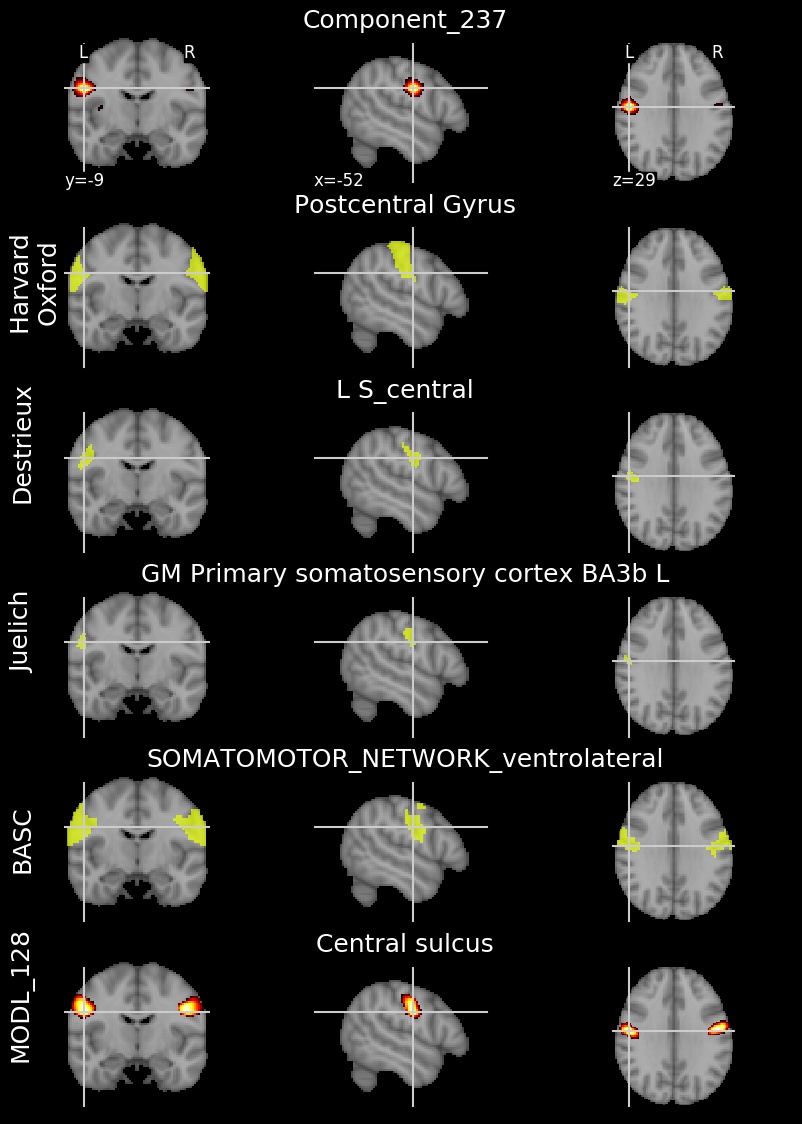 Component_237
L R
L R
y=-9
x=-52
z=29
Postcentral Gyrus
Harvard
Oxford
L S_central
Destrieux
GM Primary somatosensory cortex BA3b L
Juelich
SOMATOMOTOR_NETWORK_ventrolateral
BASC
Central sulcus
MODL_128